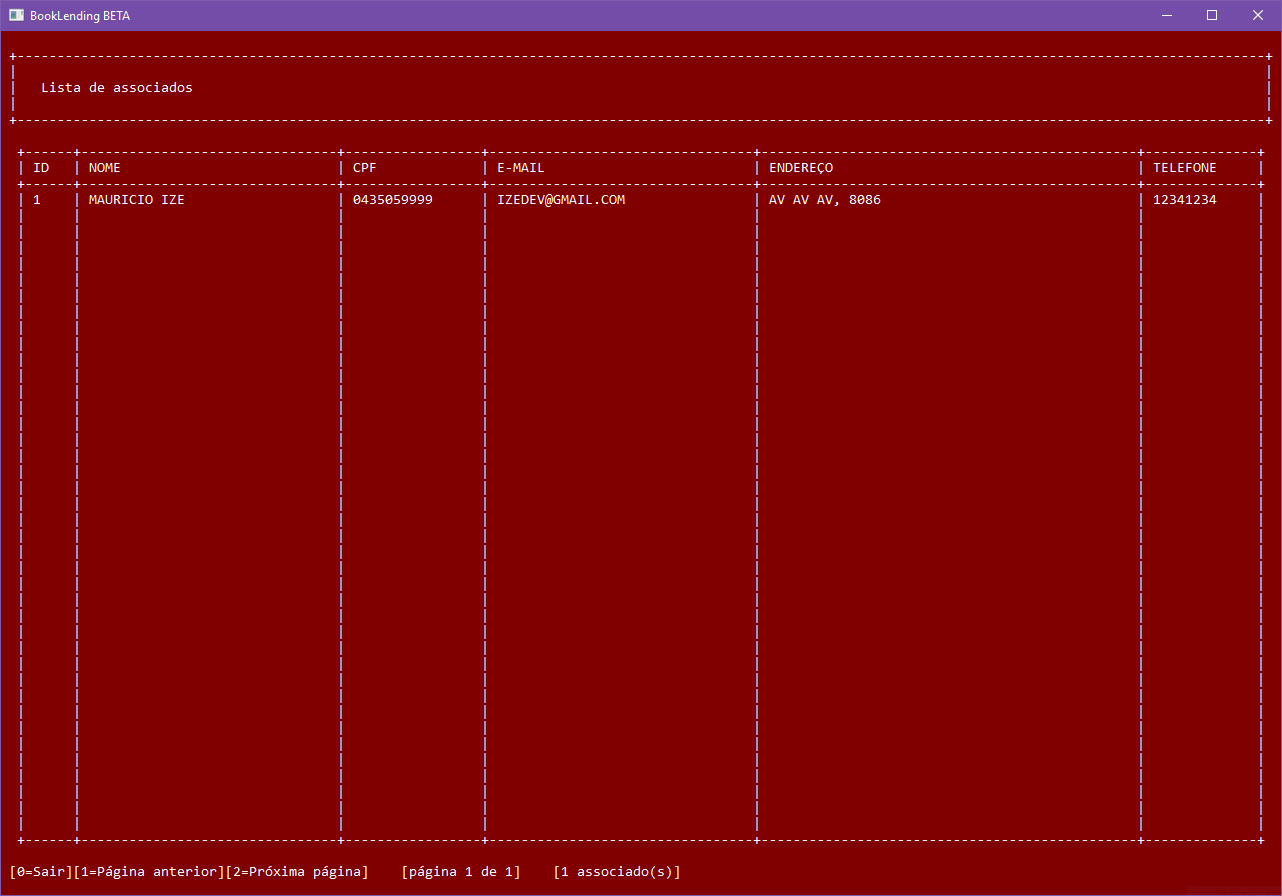 BookLending BETA
Lista de associados
ID | NOME | CPF | E-MAIL | ENDEREÇO | TELEFONE
1 | MAURICIO IZE | 0435059999 | IZEDEV@GMAIL.COM | AV AV AV, 8086 | 12341234
[0=Sair][1=Página anterior][2=Próxima página] [página 1 de 1] [1 associado(s)]